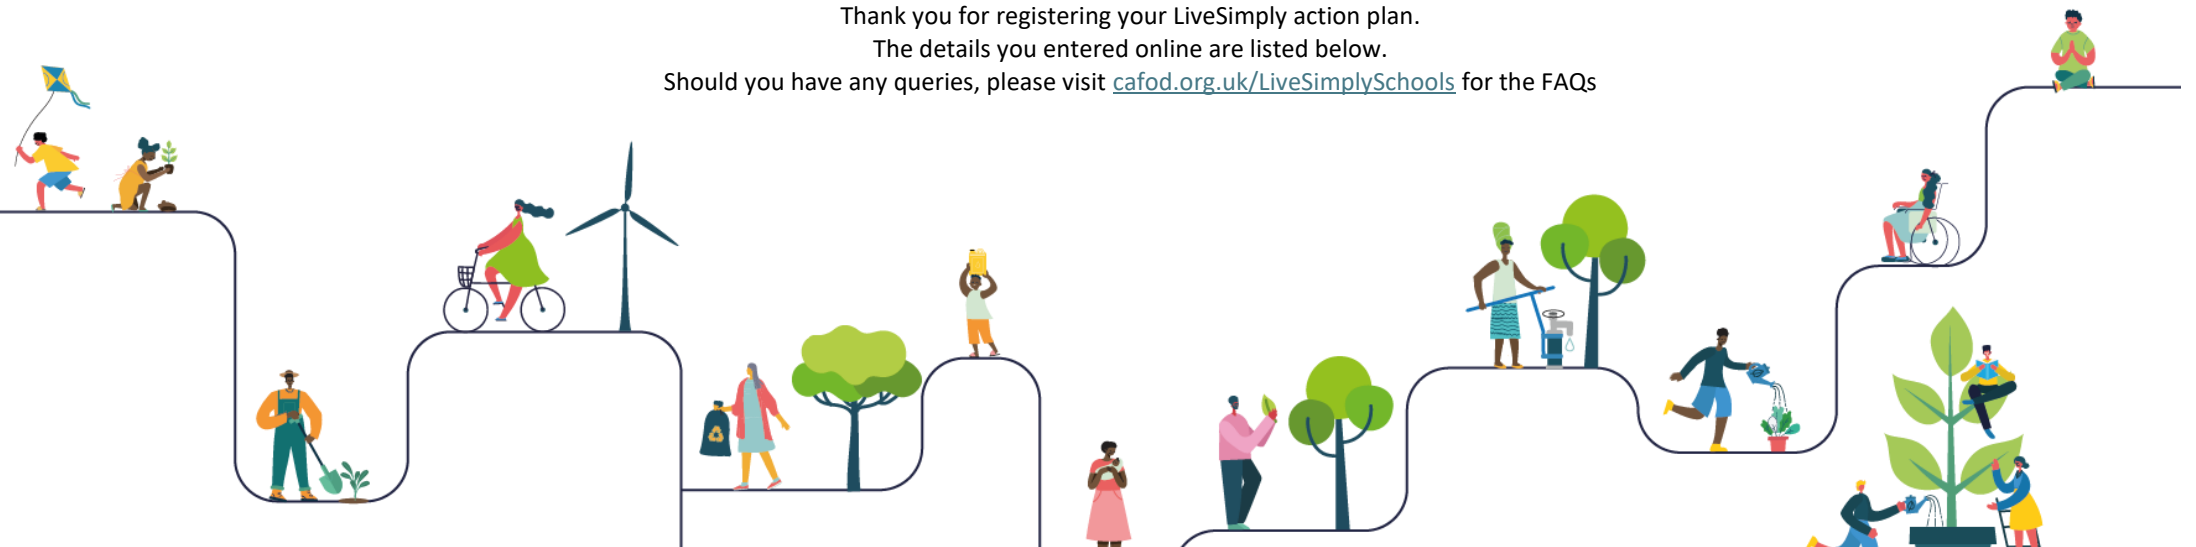 Thank you for registering your LiveSimply action plan.
The details you entered online are listed below.
Should you have any queries, please visit cafod.org.uk/LiveSimplySchools for the FAQs